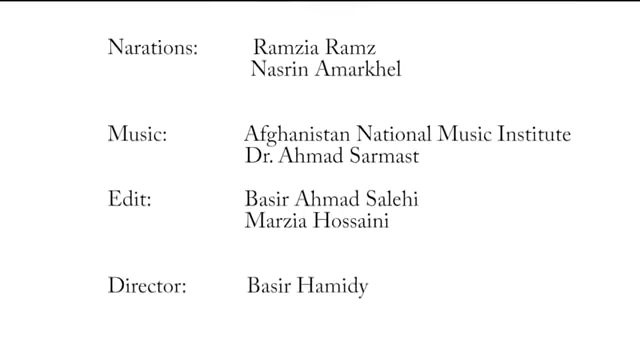 Narations: Ramzia Ramz
Nasrin Amarkhel
Music: Afghanistan National Music Institute
Dr. Ahmad Sarmast
Edit: Basir Ahmad Salehi
Marzia Hossaini
Director: Basir Hamidy